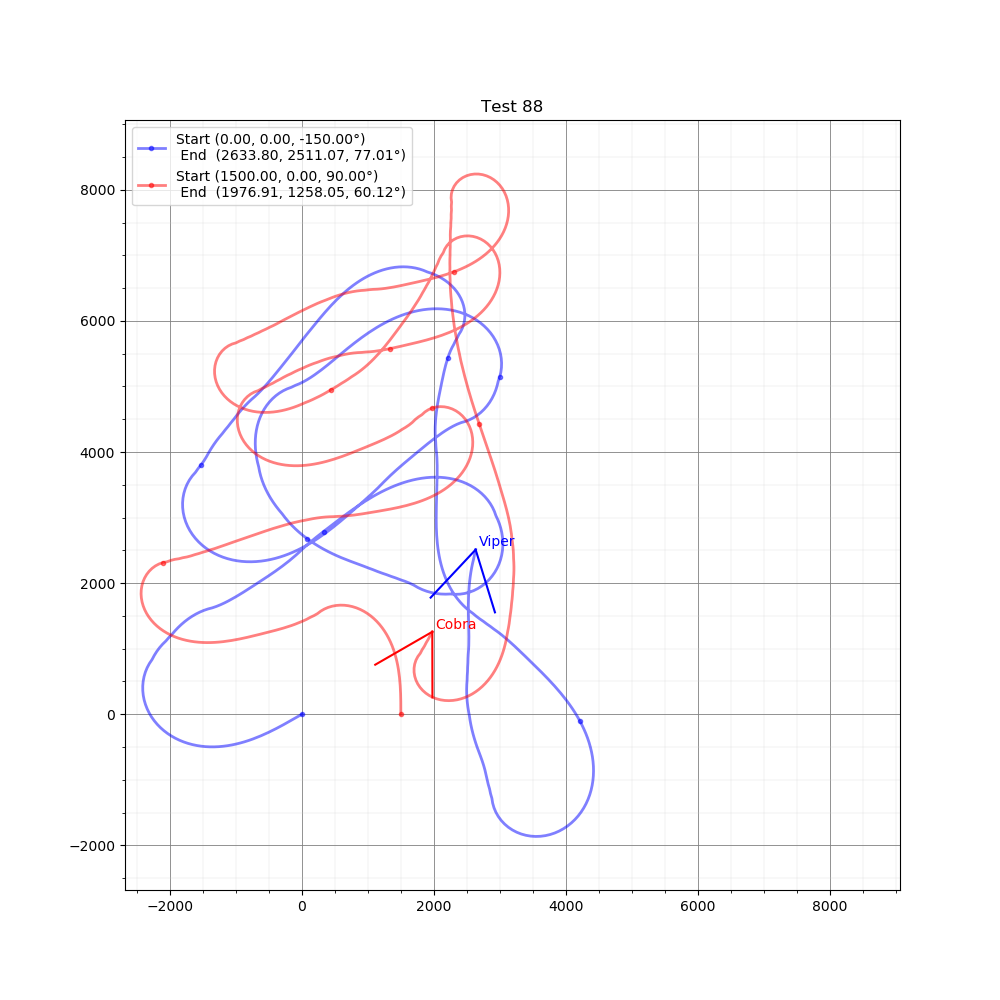 Test 88
Start (0.00, 0.00, -150.00°)
End  (2633.80, 2511.07, 77.01°)
Start (1500.00, 0.00, 90.00°)
End  (1976.91, 1258.05, 60.12°)
8000
6000
4000
2000
0
−2000
Viper
Cobra
−2000 0 2000 4000 6000 8000